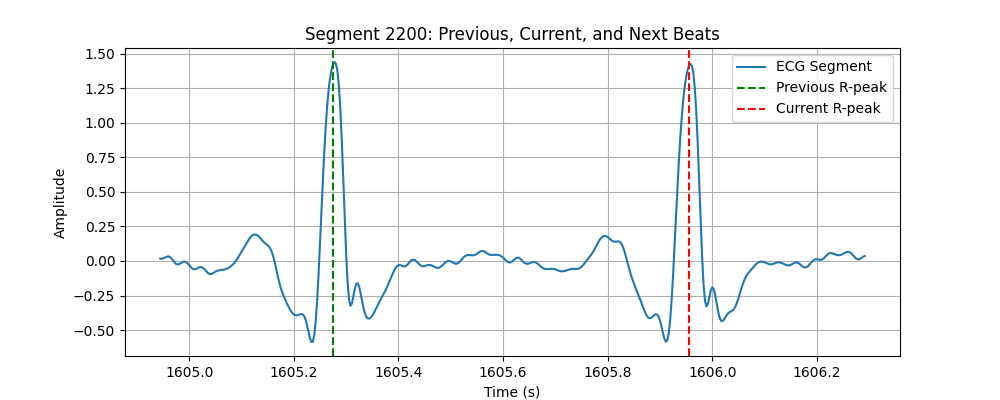 Segment 2200: Previous, Current, and Next Beats
1.50
1.25
1.00
0.75
0.50
0.25
0.00
−0.25
−0.50
Amplitude
ECG Segment
Previous R-peak
Current R-peak
1605.0 1605.2 1605.4 1605.6 1605.8 1606.0 1606.2
Time (s)